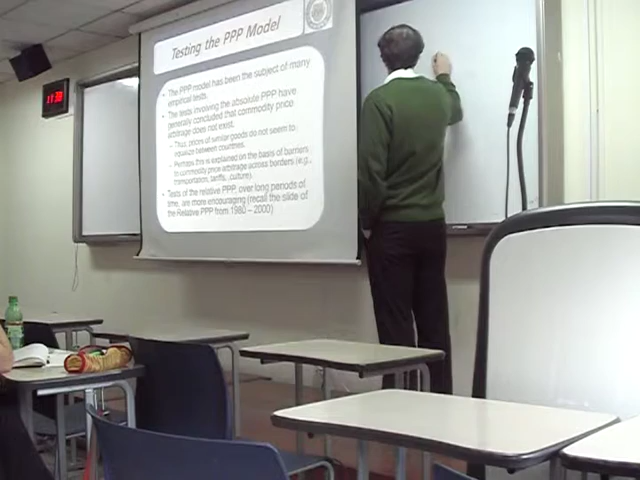 Testing the PPP Model
• The PPP model has been the subject of many
empirical tests.
• The tests involving the absolute PPP have
generally concluded that commodity price
arbitrage does not exist.
– Thus, prices of similar goods do not seem to
equalize between countries.
– Perhaps this is explained on the basis of barriers
to commodity price arbitrage across borders (e.g.,
transportation, tariffs, culture).
• Tests of the relative PPP, over long periods of
time, are more encouraging (recall the slide of
the Relative PPP from 1980 – 2000)